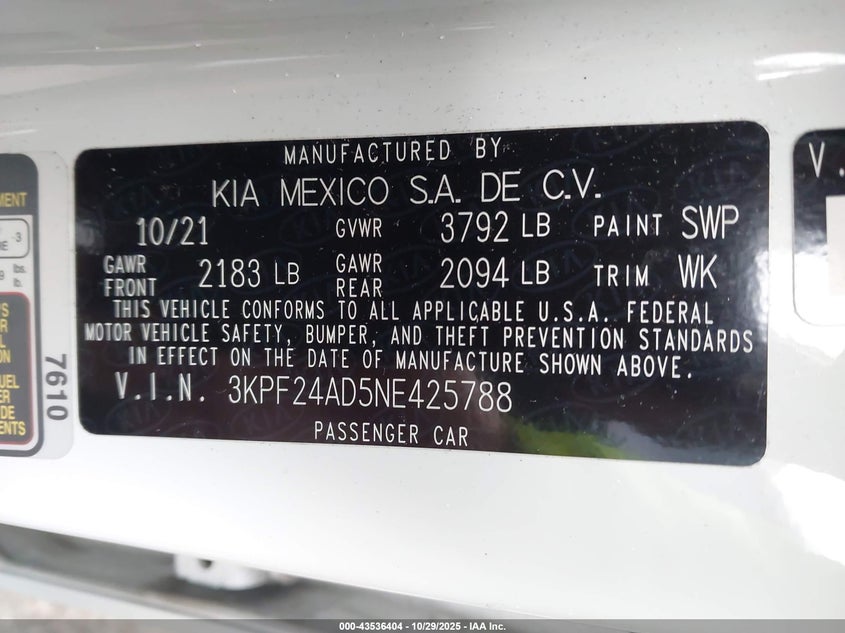 MANUFACTURED BY
KIA MEXICO S.A. DE C.V.
10/21 GVWR 3792 LB PAINT SWP
GAWR FRONT 2183 LB GAWR REAR 2094 LB TRIM WK
THIS VEHICLE CONFORMS TO ALL APPLICABLE U.S.A. FEDERAL
MOTOR VEHICLE SAFETY, BUMPER, AND THEFT PREVENTION STANDARDS
IN EFFECT ON THE DATE OF MANUFACTURE SHOWN ABOVE.
V.I.N. 3KPF24AD5NE425788
PASSENGER CAR
7610
V.
000-43536404 - 10/29/2025 - IAA Inc.